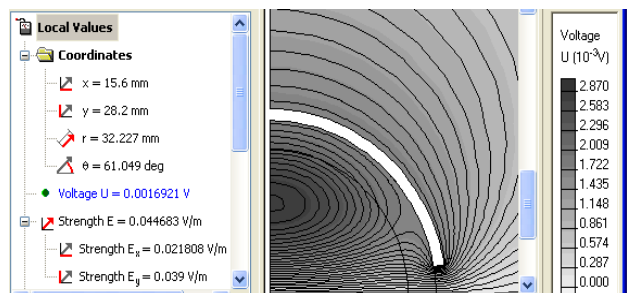 Local Values
Coordinates
x = 15.6 mm
y = 28.2 mm
r = 32.227 mm
θ = 61.049 deg
Voltage U = 0.0016921 V
Strength E = 0.044683 V/m
Strength Ex = 0.021808 V/m
Strength Ey = 0.039 V/m
Voltage
U (10⁻³V)
2.870
2.583
2.296
2.009
1.722
1.435
1.148
0.861
0.574
0.287
0.000